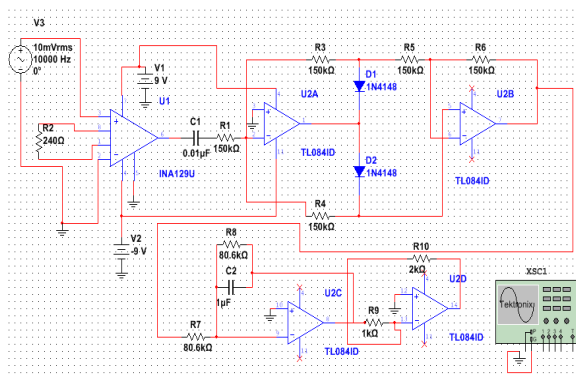 V3
10mVrms
10000 Hz
0°
V1
9 V
U1
R2
240Ω
INA129U
V2
-9 V
C1
0.01µF
R1
150kΩ
R3
150kΩ
D1
1N4148
U2A
TL084ID
D2
1N4148
R4
150kΩ
R5
150kΩ
R6
150kΩ
U2B
TL084ID
R8
80.6kΩ
C2
1µF
R7
80.6kΩ
U2C
TL084ID
R9
1kΩ
R10
2kΩ
U2D
TL084ID
XSC1
Tektronix